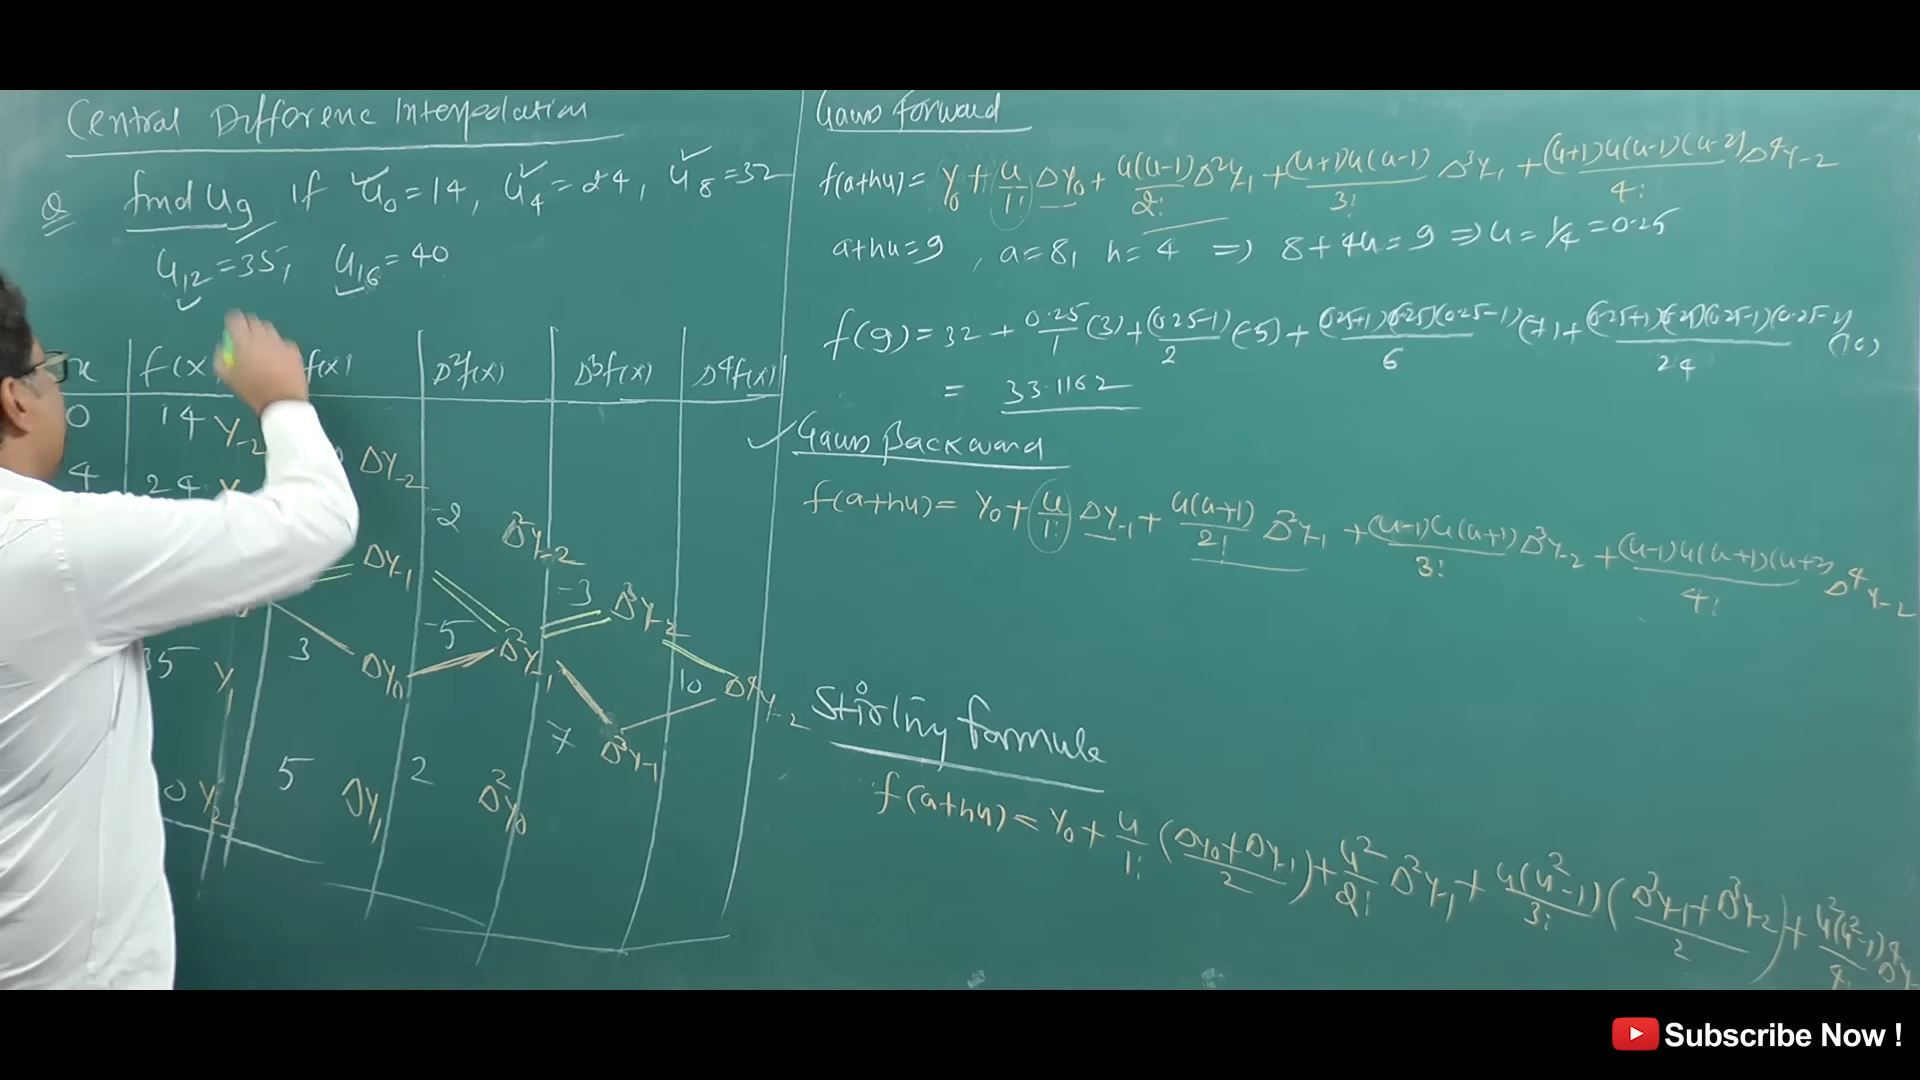 Central Differenc Interpolation
Q find U9 if U0=14, U4=24, U8=32
U12=35, U16=40
x f(x) f(x) Δ²f(x) Δ³f(x) Δ⁴f(x)
0 14 Y-2
ΔY-2
4 24 Y
-2 Δ²Y-2
ΔY-1
-3 Δ³Y-2
-5 Δ²Y-1
3 ΔY0
35 Y1
10 Δ⁴Y-2
7 Δ³Y-1
5 ΔY1 2 Δ²Y0
0 Y2
Gauss forward
f(a+hu)= Y0 + u/1! ΔY0 + u(u-1)/2! Δ²Y-1 + (u+1)u(u-1)/3! Δ³Y-1 + (u+1)u(u-1)(u-2)/4! Δ⁴Y-2
a+hu=9, a=8, h=4 ⇒ 8+4u=9 ⇒ u=1/4=0.25
f(9)= 32 + 0.25/1 (3) + (0.25-1)/2 (-5) + (0.25+1)(0.25)(0.25-1)/6 (7) + (0.25+1)(0.25)(0.25-1)(0.25-2)/24 (10)
= 33.1162
✓ Gauss Backward
f(a+hu)= Y0 + u/1! ΔY-1 + u(u+1)/2! Δ²Y-1 + (u-1)u(u+1)/3! Δ³Y-2 + (u-1)u(u+1)(u+2)/4! Δ⁴Y-2
Stirling formula
f(a+hu)= Y0 + u/1! (ΔY0+ΔY-1)/2 + u²/2! Δ²Y-1 + u(u²-1)/3! (Δ³Y-1+Δ³Y-2)/2 + u²(u²-1)/4! Δ⁴Y-
Subscribe Now !